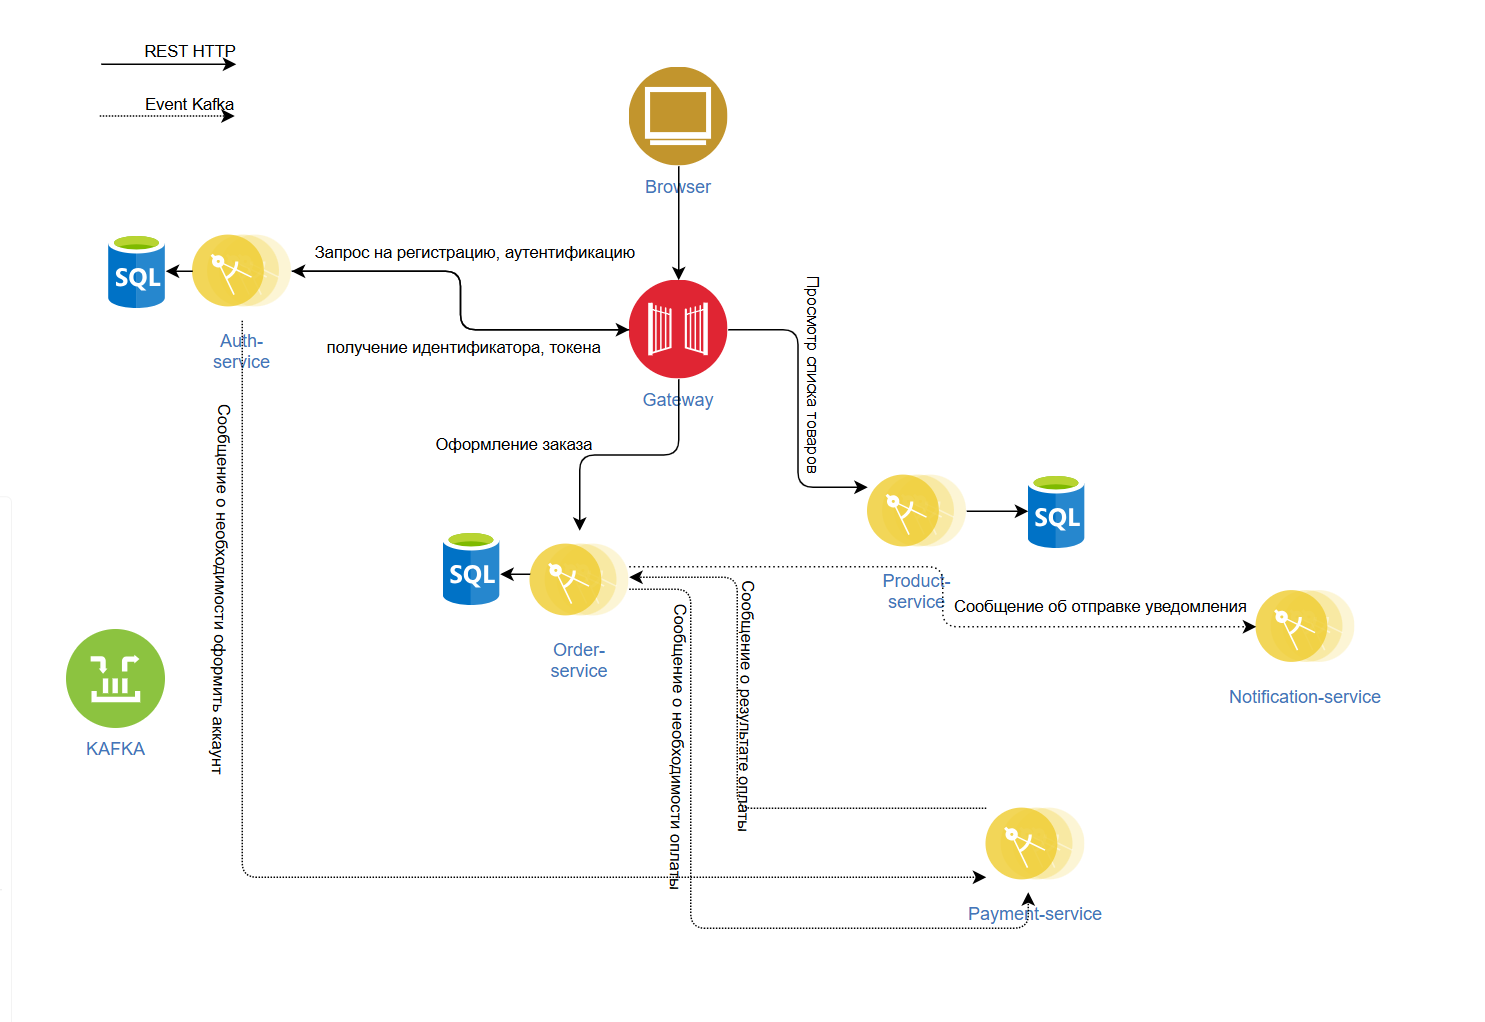 REST HTTP
Event Kafka
Browser
Запрос на регистрацию, аутентификацию
SQL
Auth-
service
получение идентификатора, токена
Gateway
Просмотр списка товаров
Оформление заказа
Сообщение о необходимости оформить аккаунт
SQL
SQL
Product-
service
Сообщение об отправке уведомления
Order-
service
Сообщение о необходимости оплаты
Сообщение о результате оплаты
Notification-service
KAFKA
Payment-service